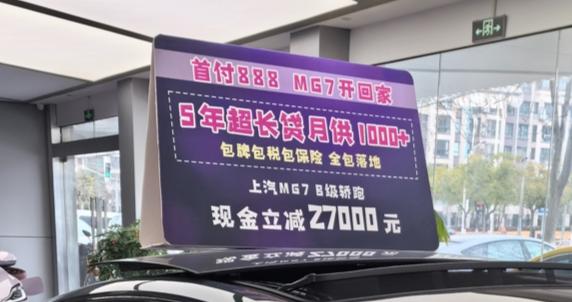 首付888 MG7开回家
5年超长贷月供1000+
包牌包税包保险 全包落地
上汽MG7 B级轿跑
现金立减27000元